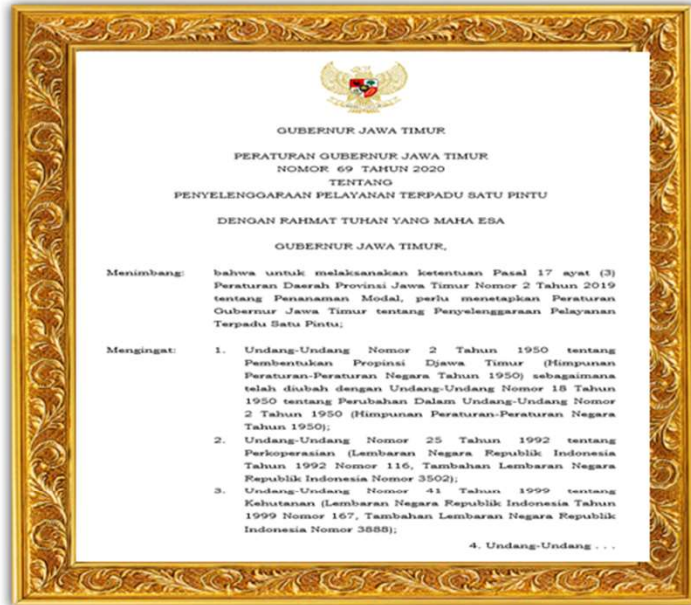 GUBERNUR JAWA TIMUR
PERATURAN GUBERNUR JAWA TIMUR
NOMOR 69 TAHUN 2020
TENTANG
PENYELENGGARAAN PELAYANAN TERPADU SATU PINTU
DENGAN RAHMAT TUHAN YANG MAHA ESA
GUBERNUR JAWA TIMUR,
Menimbang: bahwa untuk melaksanakan ketentuan Pasal 17 ayat (3)
Peraturan Daerah Provinsi Jawa Timur Nomor 2 Tahun 2019
tentang Penanaman Modal, perlu menetapkan Peraturan
Gubernur Jawa Timur tentang Penyelenggaraan Pelayanan
Terpadu Satu Pintu;
Mengingat: 1. Undang-Undang Nomor 2 Tahun 1950 tentang
Pembentukan Propinsi Djawa Timur (Himpunan
Peraturan-Peraturan Negara Tahun 1950) sebagaimana
telah diubah dengan Undang-Undang Nomor 18 Tahun
1950 tentang Perubahan Dalam Undang-Undang Nomor
2 Tahun 1950 (Himpunan Peraturan-Peraturan Negara
Tahun 1950);
2. Undang-Undang Nomor 25 Tahun 1992 tentang
Perkoperasian (Lembaran Negara Republik Indonesia
Tahun 1992 Nomor 116, Tambahan Lembaran Negara
Republik Indonesia Nomor 3502);
3. Undang-Undang Nomor 41 Tahun 1999 tentang
Kehutanan (Lembaran Negara Republik Indonesia Tahun
1999 Nomor 167, Tambahan Lembaran Negara Republik
Indonesia Nomor 3888);
4. Undang-Undang . . .